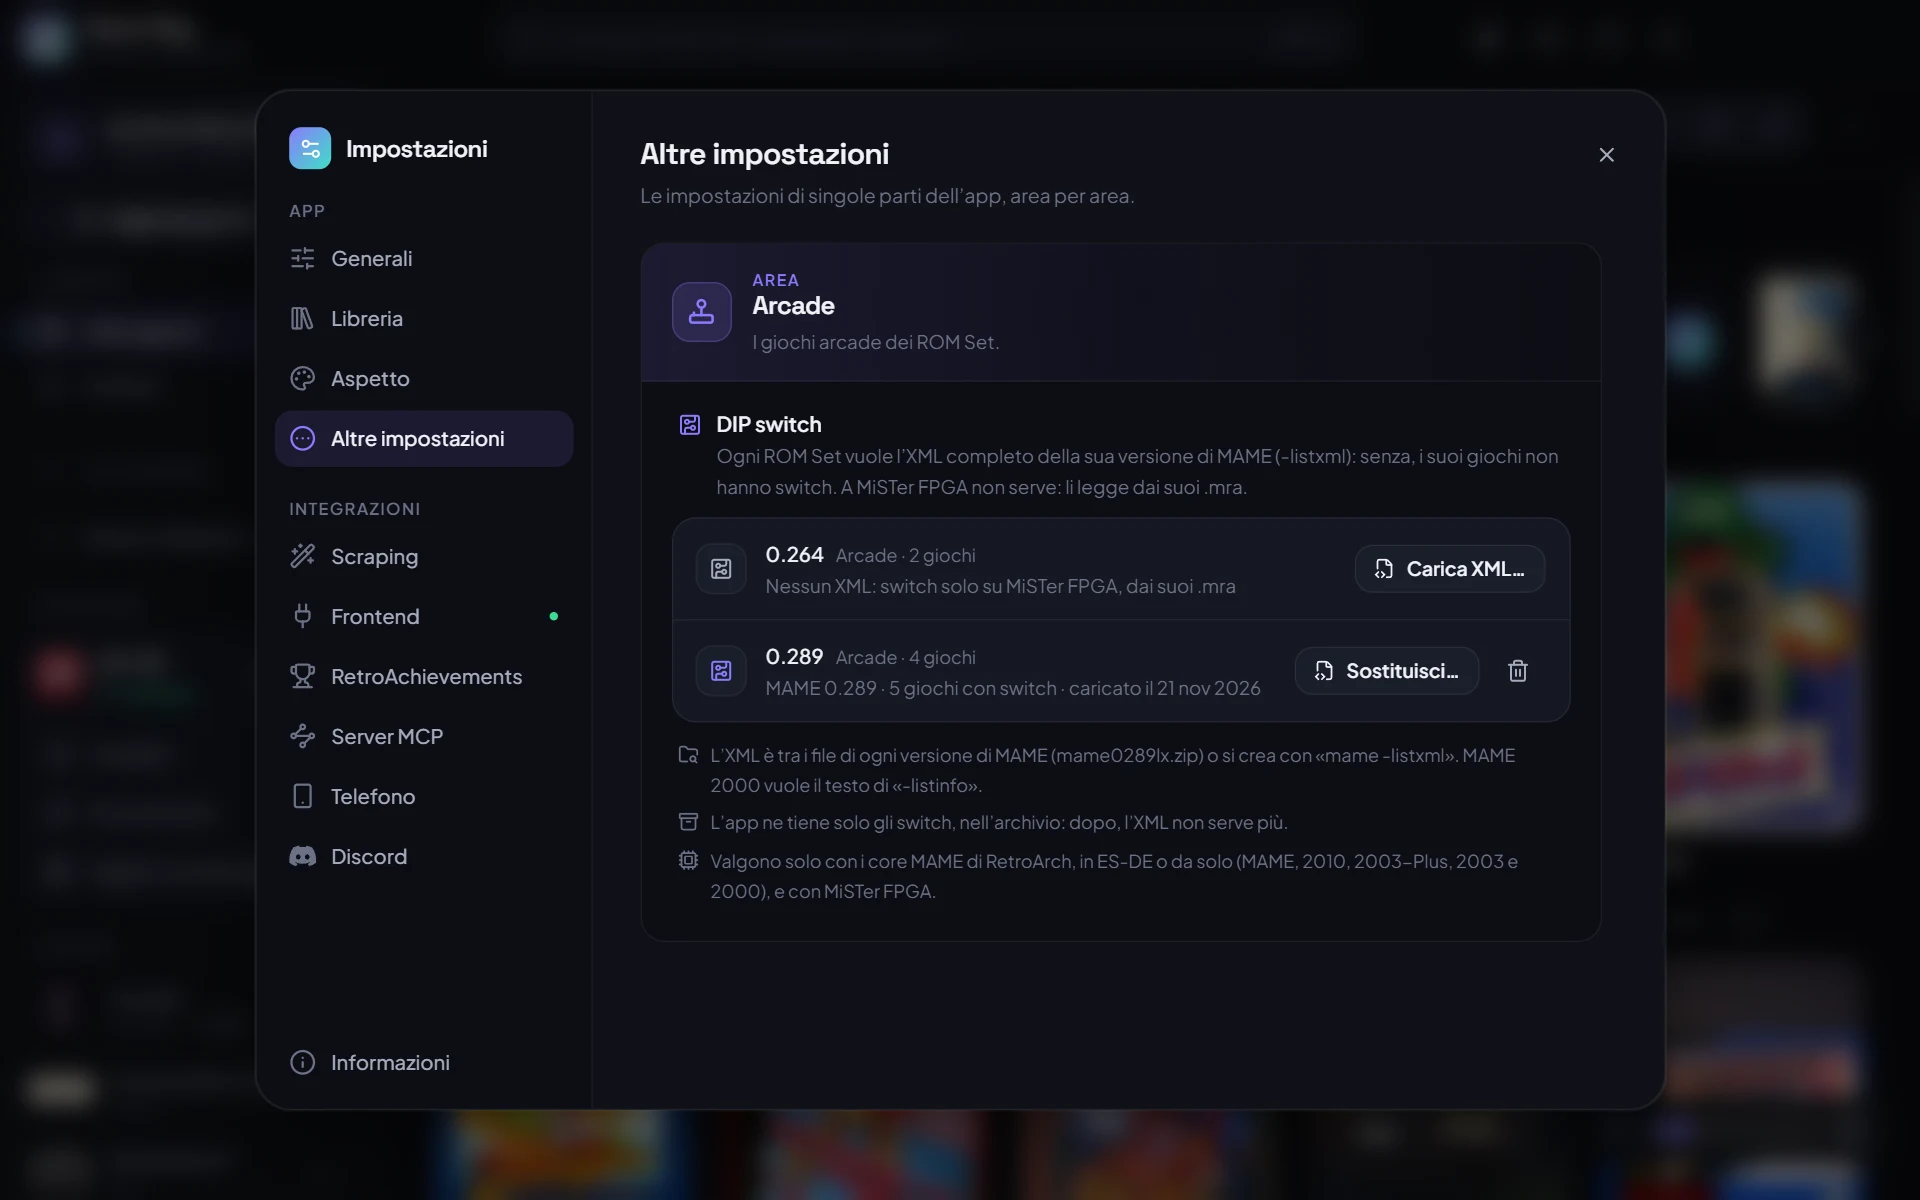 Impostazioni
APP
Generali
Libreria
Aspetto
Altre impostazioni
INTEGRAZIONI
Scraping
Frontend
RetroAchievements
Server MCP
Telefono
Discord
Informazioni
Altre impostazioni
Le impostazioni di singole parti dell’app, area per area.
AREA
Arcade
I giochi arcade dei ROM Set.
DIP switch
Ogni ROM Set vuole l’XML completo della sua versione di MAME (-listxml): senza, i suoi giochi non
hanno switch. A MiSTer FPGA non serve: li legge dai suoi .mra.
0.264 Arcade · 2 giochi
Nessun XML: switch solo su MiSTer FPGA, dai suoi .mra
Carica XML...
0.289 Arcade · 4 giochi
MAME 0.289 · 5 giochi con switch · caricato il 21 nov 2026
Sostituisci...
L’XML è tra i file di ogni versione di MAME (mame0289lx.zip) o si crea con «mame -listxml». MAME
2000 vuole il testo di «-listinfo».
L’app ne tiene solo gli switch, nell’archivio: dopo, l’XML non serve più.
Valgono solo con i core MAME di RetroArch, in ES-DE o da solo (MAME, 2010, 2003-Plus, 2003 e
2000), e con MiSTer FPGA.